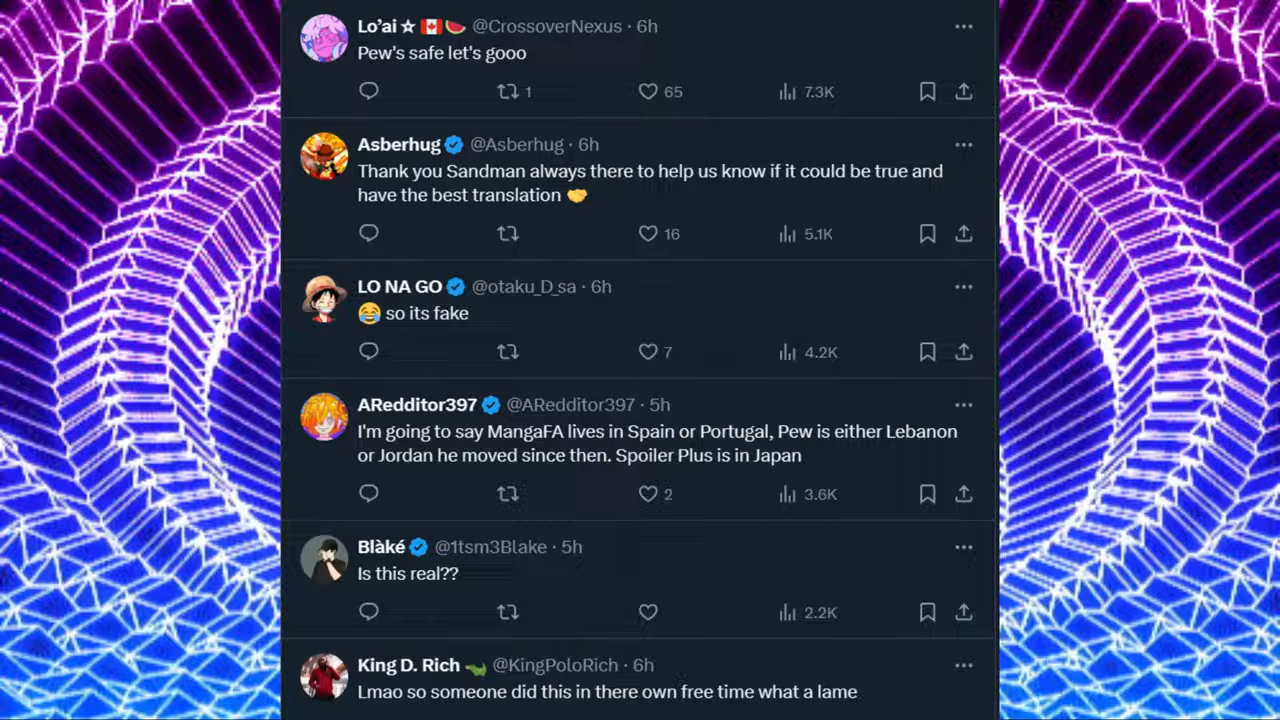 Lo'ai ☆ 🇨🇦🍉 @CrossoverNexus · 6h
Pew's safe let's gooo
1 65 7.3K
Asberhug @Asberhug · 6h
Thank you Sandman always there to help us know if it could be true and
have the best translation 🤝
16 5.1K
LO NA GO @otaku_D_sa · 6h
😂 so its fake
7 4.2K
ARedditor397 @ARedditor397 · 5h
I'm going to say MangaFA lives in Spain or Portugal, Pew is either Lebanon
or Jordan he moved since then. Spoiler Plus is in Japan
2 3.6K
Blàké @1tsm3Blake · 5h
Is this real??
2.2K
King D. Rich 🐊 @KingPoloRich · 6h
Lmao so someone did this in there own free time what a lame